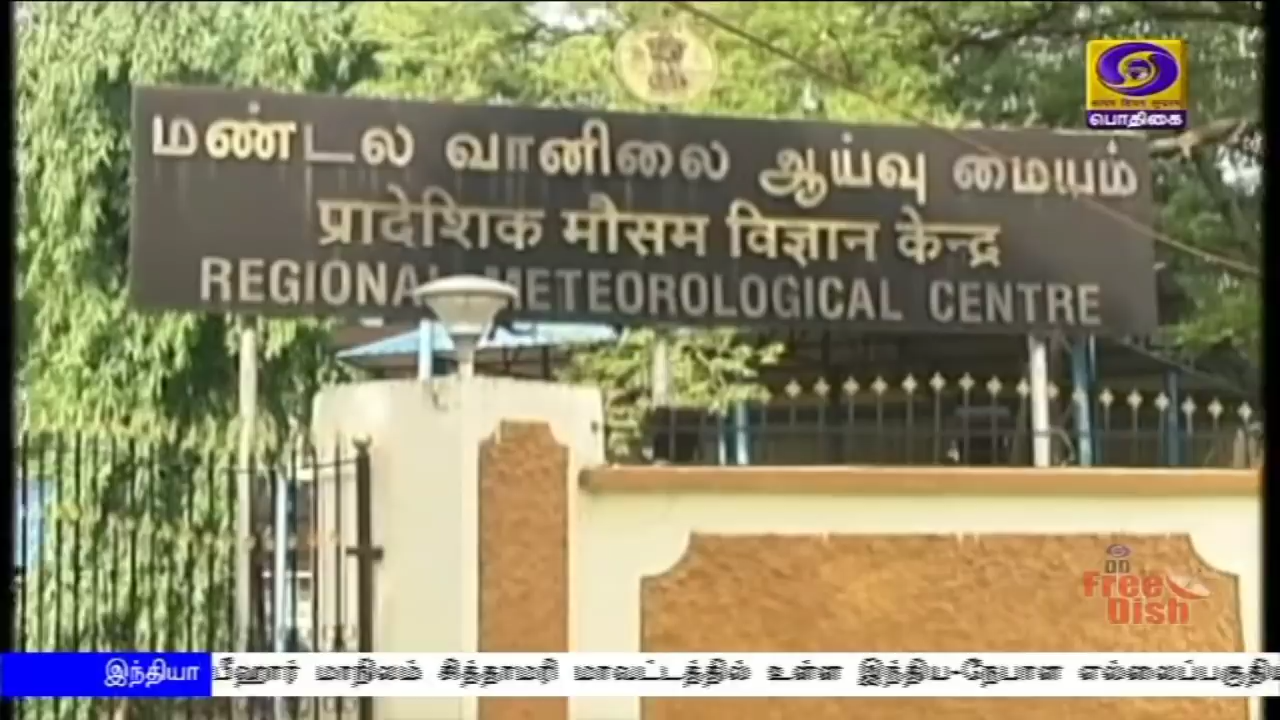 மண்டல வானிலை ஆய்வு மையம்
प्रादेशिक मौसम विज्ञान केन्द्र
REGIONAL METEOROLOGICAL CENTRE
பொதிகை
DD
Free
Dish
இந்தியா பீஹார் மாநிலம் சித்தாமரி மாவட்டத்தில் உள்ள இந்திய-நேபாள எல்லைப்பகுதி